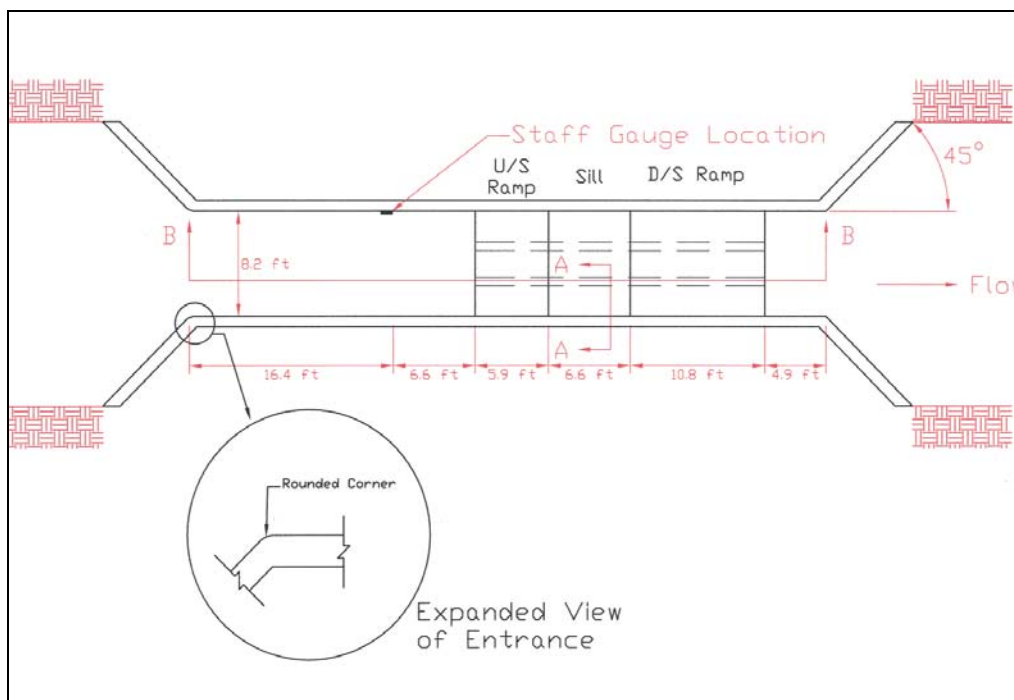 Staff Gauge Location
45°
U/S
Ramp
Sill
D/S Ramp
B
8.2 ft
A
B
Flo
A
16.4 ft
6.6 ft
5.9 ft
6.6 ft
10.8 ft
4.9 ft
Rounded Corner
Expanded View
of Entrance